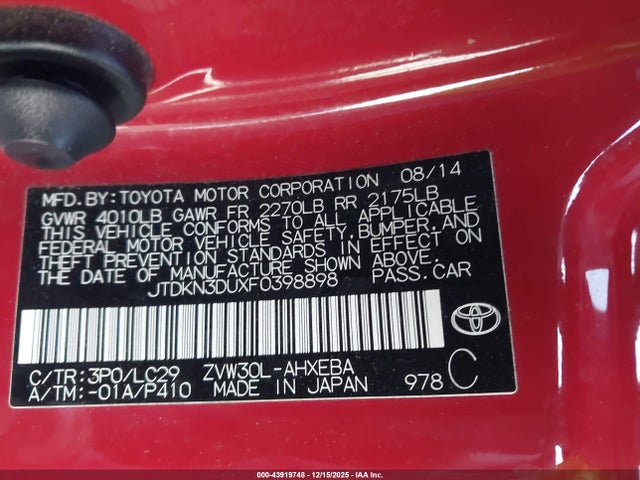 MFD.BY:TOYOTA MOTOR CORPORATION 08/14
GVWR 4010LB GAWR FR 2270LB RR 2175LB
THIS VEHICLE CONFORMS TO ALL APPLICABLE
FEDERAL MOTOR VEHICLE SAFETY,BUMPER,AND
THEFT PREVENTION STANDARDS IN EFFECT ON
THE DATE OF MANUFACTURE SHOWN ABOVE.
JTDKN3DUXF0398898 PASS.CAR
C/TR:3P0/LC29 ZVW30L-AHXEBA
A/TM:-01A/P410 MADE IN JAPAN 978 C
000-43919748 - 12/15/2025 - IAA Inc.